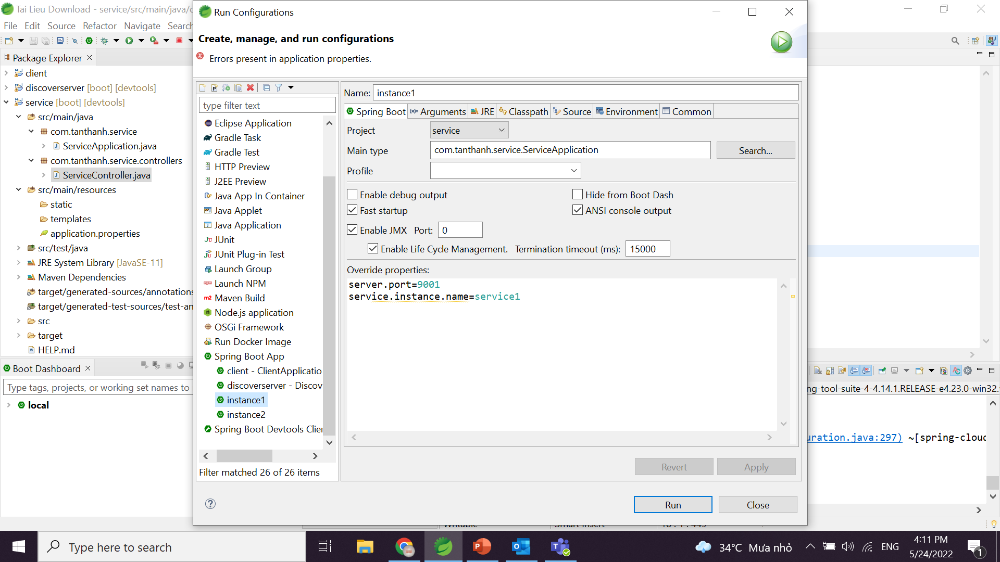 Tai Lieu Download - service/src/main/java/c
File Edit Source Refactor Navigate Search
Package Explorer
client
discoverserver [boot] [devtools]
service [boot] [devtools]
src/main/java
com.tanthanh.service
ServiceApplication.java
com.tanthanh.service.controllers
ServiceController.java
src/main/resources
static
templates
application.properties
src/test/java
JRE System Library [JavaSE-11]
Maven Dependencies
target/generated-sources/annotations
target/generated-test-sources/test-an
src
target
HELP.md
Boot Dashboard
Type tags, projects, or working set names to
local
Run Configurations
Create, manage, and run configurations
Errors present in application properties.
type filter text
Eclipse Application
Gradle Task
Gradle Test
HTTP Preview
J2EE Preview
Java App In Container
Java Applet
Java Application
JUnit
JUnit Plug-in Test
Launch Group
Launch NPM
Maven Build
Node.js application
OSGi Framework
Run Docker Image
Spring Boot App
client - ClientApplicatio
discoverserver - Discov
instance1
instance2
Spring Boot Devtools Clier
Filter matched 26 of 26 items
Name: instance1
Spring Boot Arguments JRE Classpath Source Environment Common
Project service
Main type com.tanthanh.service.ServiceApplication Search...
Profile
Enable debug output Hide from Boot Dash
Fast startup ANSI console output
Enable JMX Port: 0
Enable Life Cycle Management. Termination timeout (ms): 15000
Override properties:
server.port=9001
service.instance.name=service1
Revert Apply
Run Close
ng-tool-suite-4-4.14.1.RELEASE-e4.23.0-win32.
uration.java:297) ~[spring-cloud
Writable Smart Insert
Type here to search
34°C Mưa nhỏ
ENG
4:11 PM
5/24/2022
1